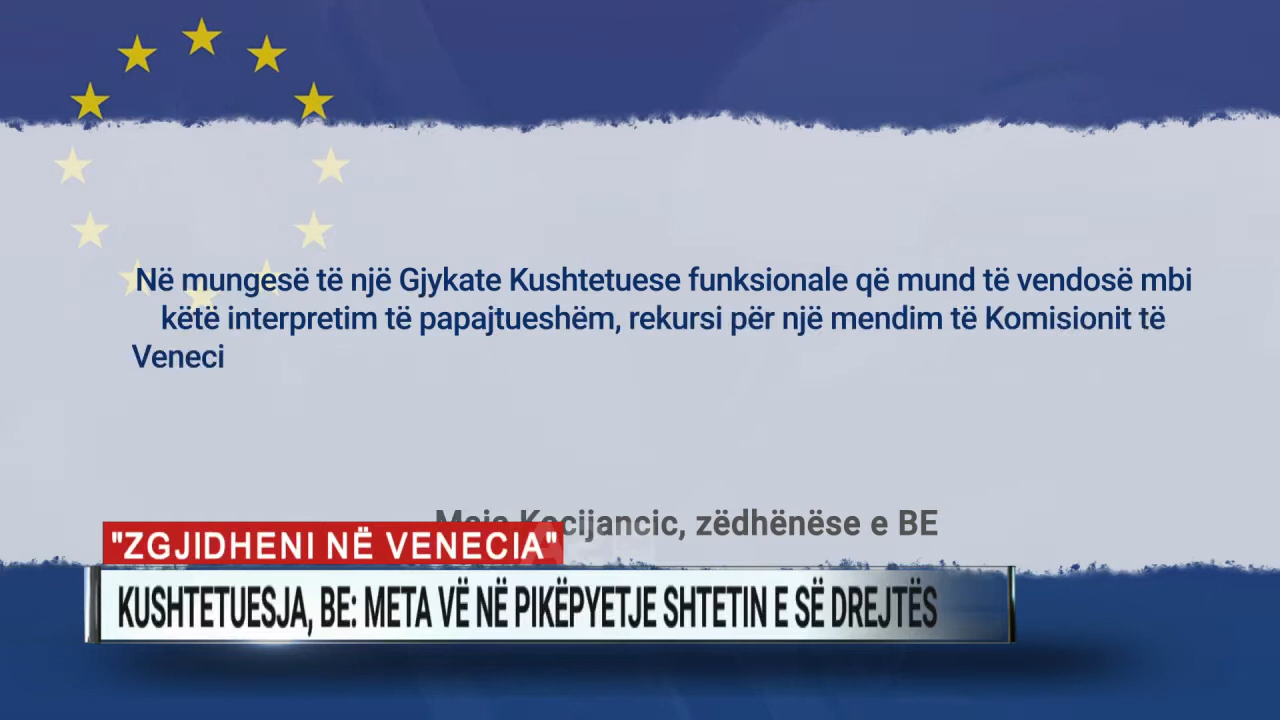 Në mungesë të një Gjykate Kushtetuese funksionale që mund të vendosë mbi
këtë interpretim të papajtueshëm, rekursi për një mendim të Komisionit të
Veneci
Kocijancic, zëdhënëse e BE
"ZGJIDHENI NË VENECIA"
KUSHTETUESJA, BE: META VË NË PIKËPYETJE SHTETIN E SË DREJTËS